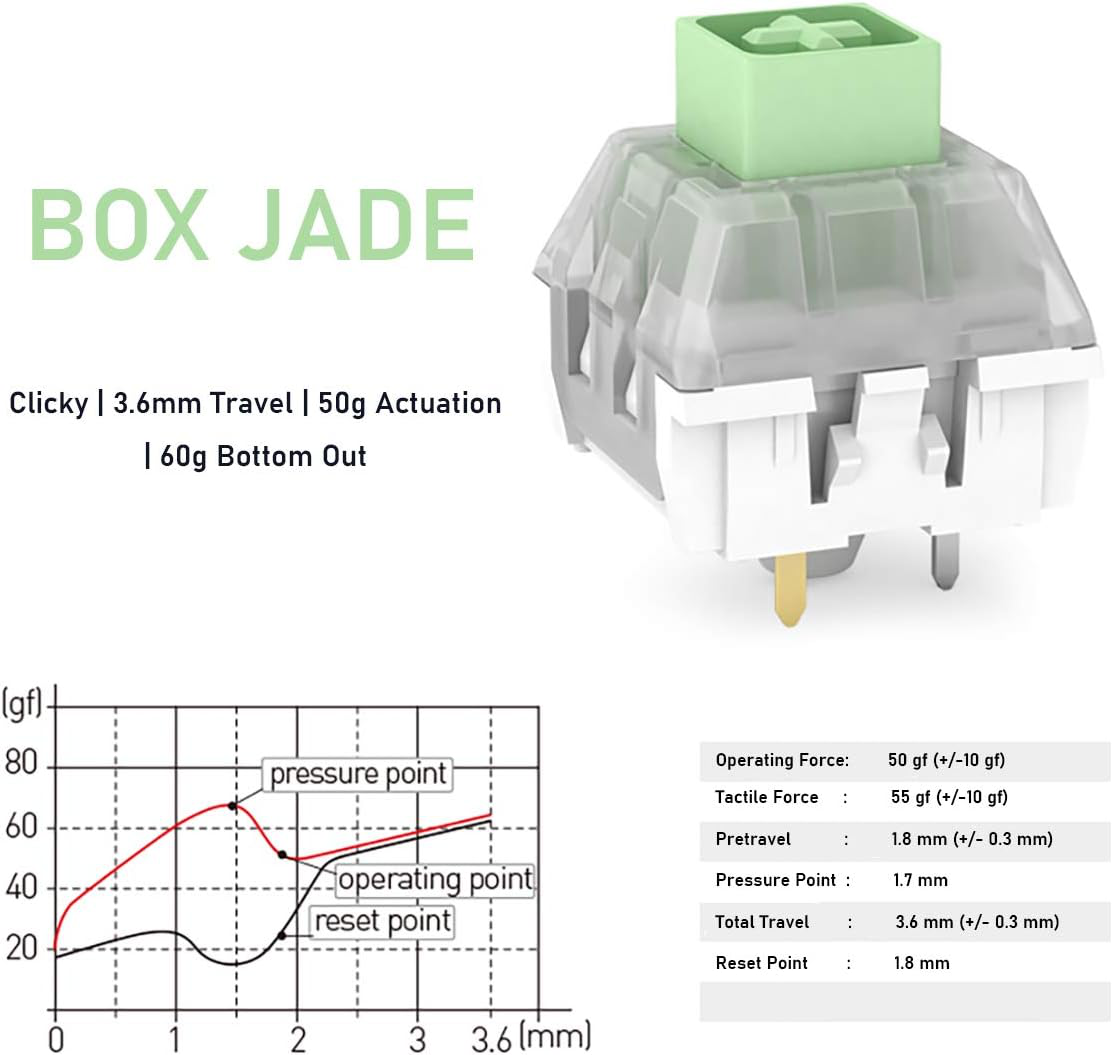 BOX JADE
Clicky | 3.6mm Travel | 50g Actuation
| 60g Bottom Out
(gf)
80
60
40
20
pressure point
operating point
reset point
0 1 2 3 3.6 (mm)
Operating Force: 50 gf (+/-10 gf)
Tactile Force : 55 gf (+/-10 gf)
Pretravel : 1.8 mm (+/- 0.3 mm)
Pressure Point : 1.7 mm
Total Travel : 3.6 mm (+/- 0.3 mm)
Reset Point : 1.8 mm